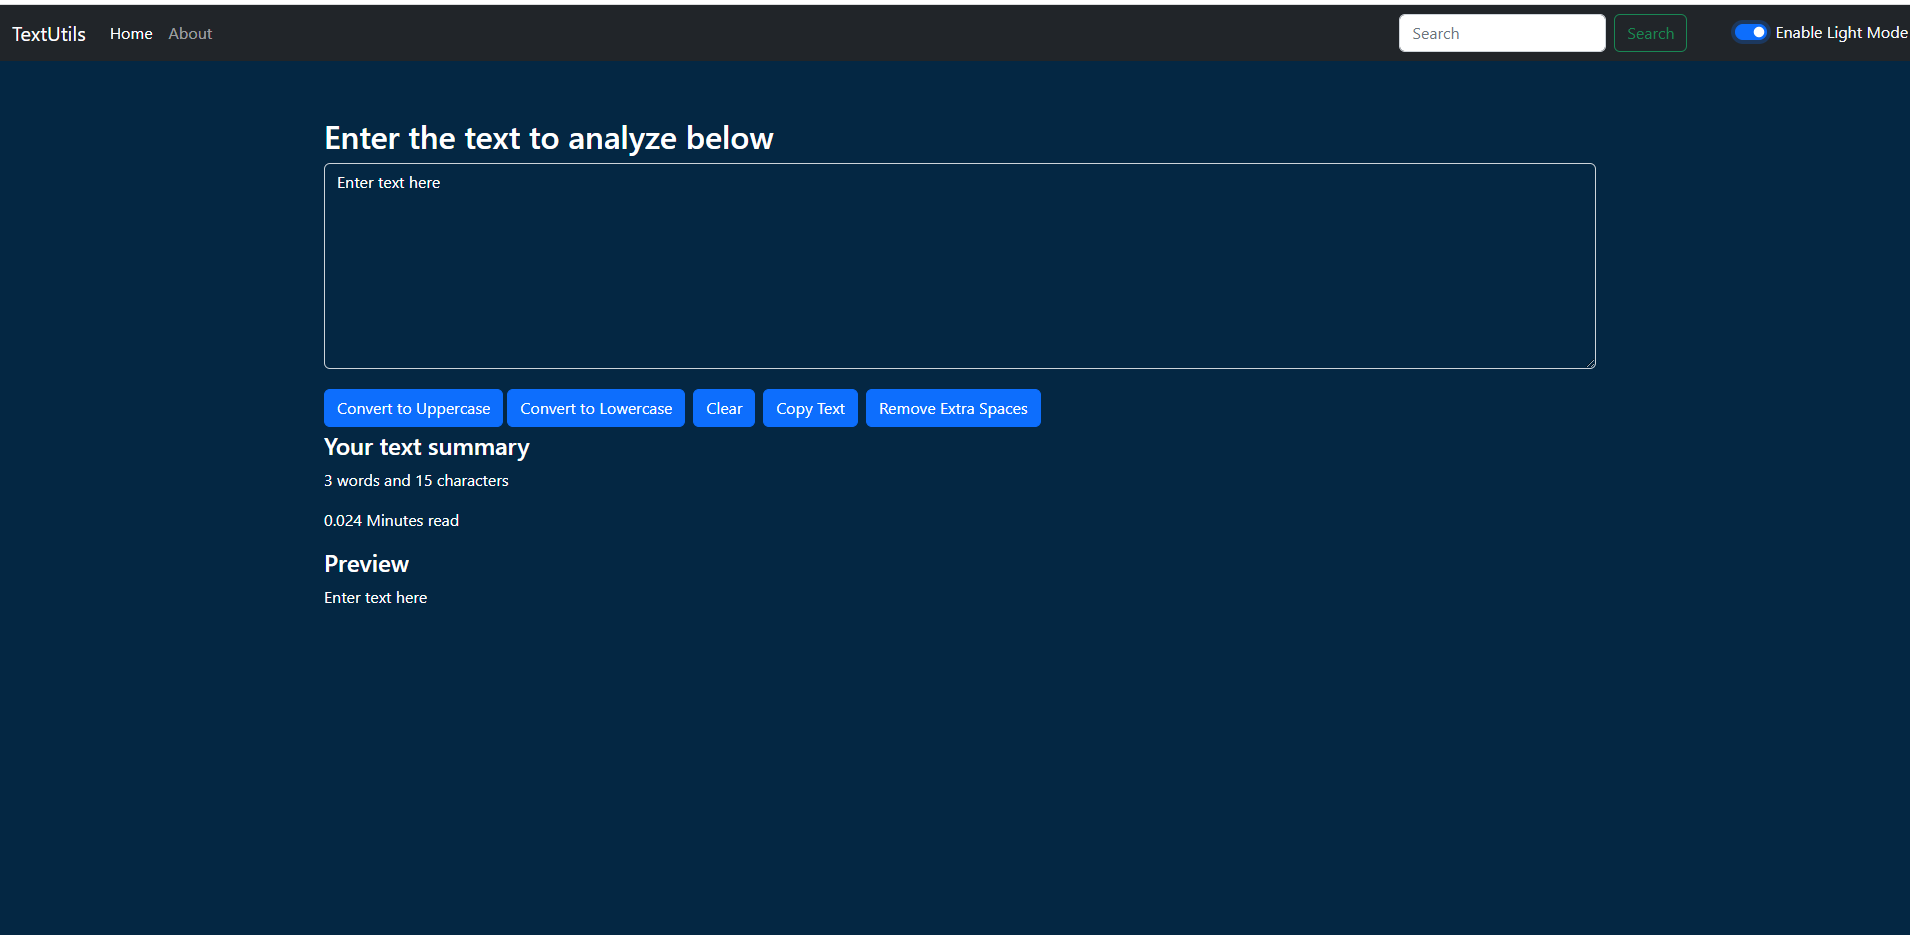 TextUtils Home About Search Search Enable Light Mode
Enter the text to analyze below
Enter text here
Convert to Uppercase Convert to Lowercase Clear Copy Text Remove Extra Spaces
Your text summary
3 words and 15 characters
0.024 Minutes read
Preview
Enter text here